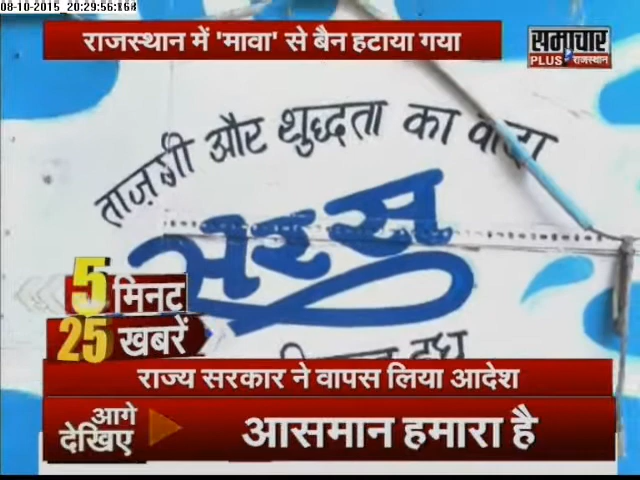 08-10-2015 20:29:56:
राजस्थान में 'मावा' से बैन हटाया गया
समाचार
PLUS राजस्थान
ताज़गी और शुद्धता का वादा
सरस
5 मिनट
25 खबरें
राज्य सरकार ने वापस लिया आदेश
आगे देखिए
आसमान हमारा है